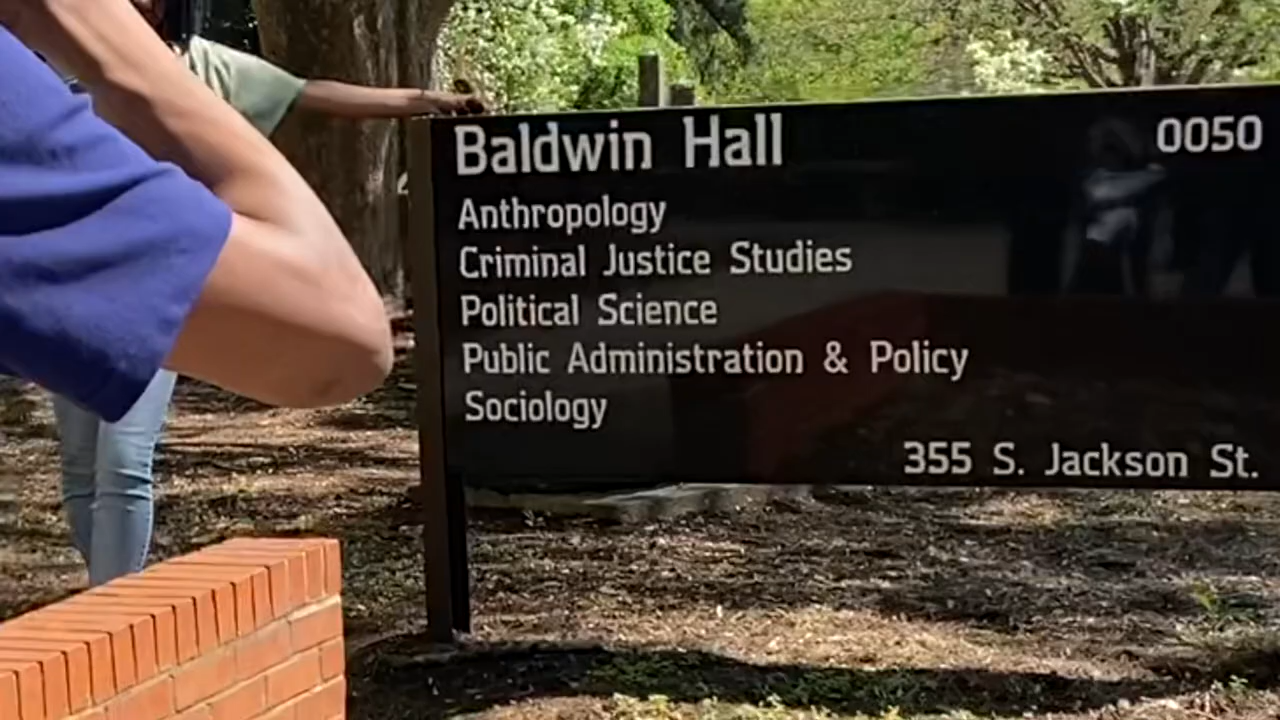 Baldwin Hall 0050
Anthropology
Criminal Justice Studies
Political Science
Public Administration & Policy
Sociology
355 S. Jackson St.